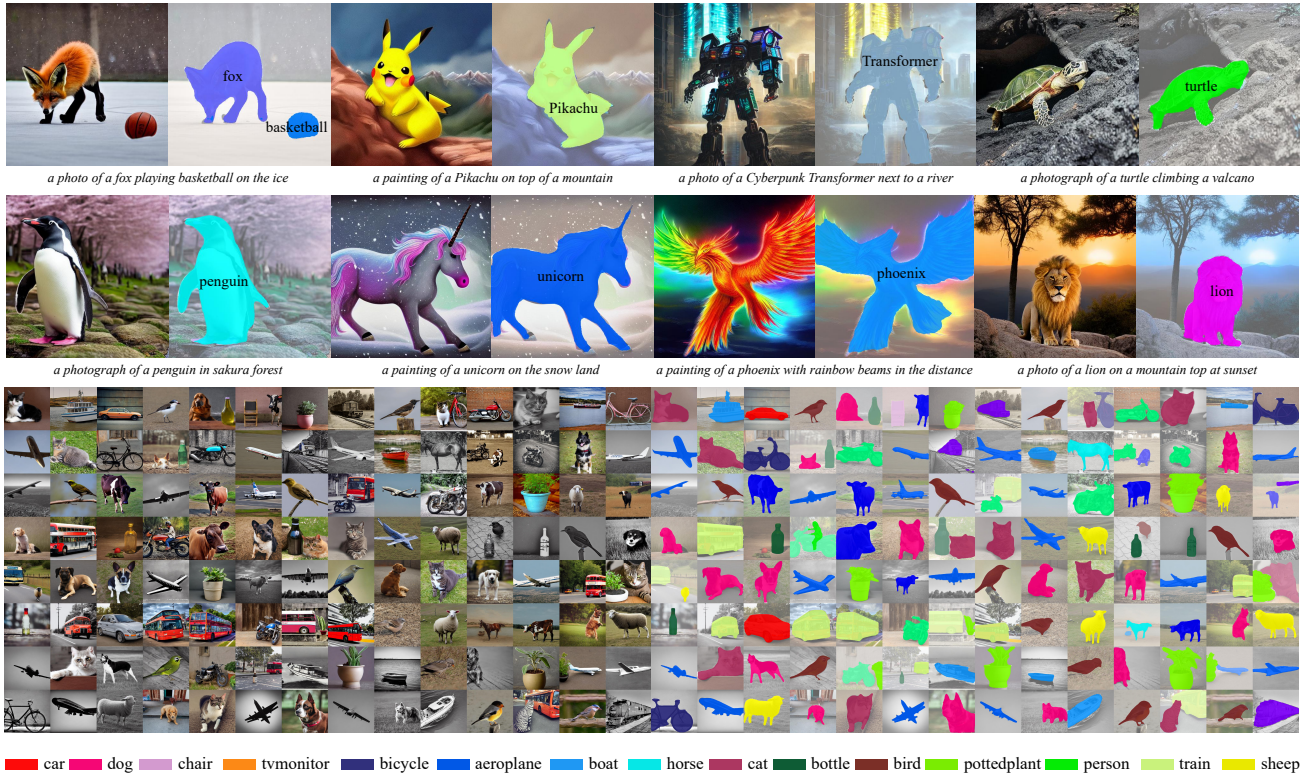 fox
basketball
Pikachu
Transformer
turtle
a photo of a fox playing basketball on the ice
a painting of a Pikachu on top of a mountain
a photo of a Cyberpunk Transformer next to a river
a photograph of a turtle climbing a valcano
penguin
unicorn
phoenix
lion
a photograph of a penguin in sakura forest
a painting of a unicorn on the snow land
a painting of a phoenix with rainbow beams in the distance
a photo of a lion on a mountain top at sunset
car dog chair tvmonitor bicycle aeroplane boat horse cat bottle bird pottedplant person train sheep